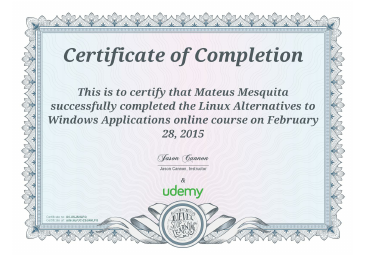 Certificate of Completion
This is to certify that Mateus Mesquita
successfully completed the Linux Alternatives to
Windows Applications online course on February
28, 2015
Jason Cannon
Jason Cannon, Instructor
&
udemy